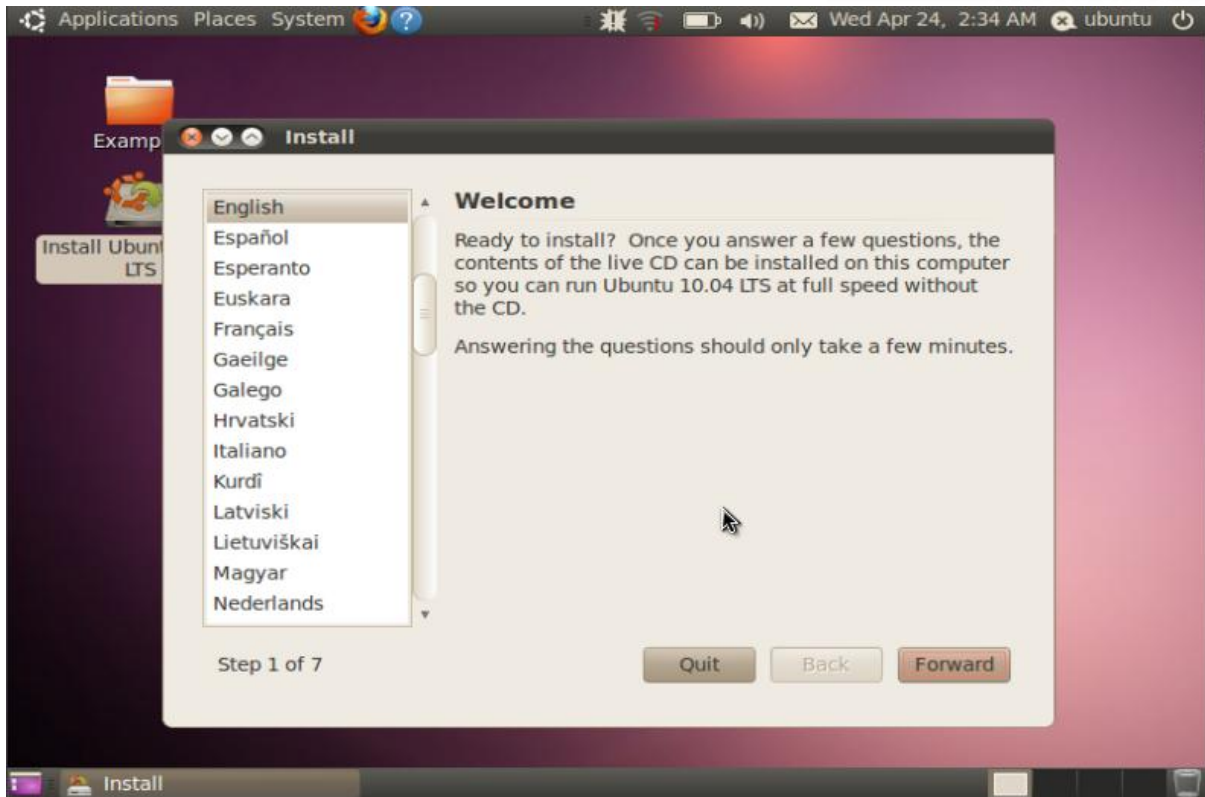 Applications Places System ? Wed Apr 24, 2:34 AM ubuntu
Examp
Install Ubunt
LTS
Install
English
Español
Esperanto
Euskara
Français
Gaeilge
Galego
Hrvatski
Italiano
Kurdî
Latviski
Lietuviškai
Magyar
Nederlands
Welcome
Ready to install? Once you answer a few questions, the
contents of the live CD can be installed on this computer
so you can run Ubuntu 10.04 LTS at full speed without
the CD.
Answering the questions should only take a few minutes.
Step 1 of 7
Quit Back Forward
Install